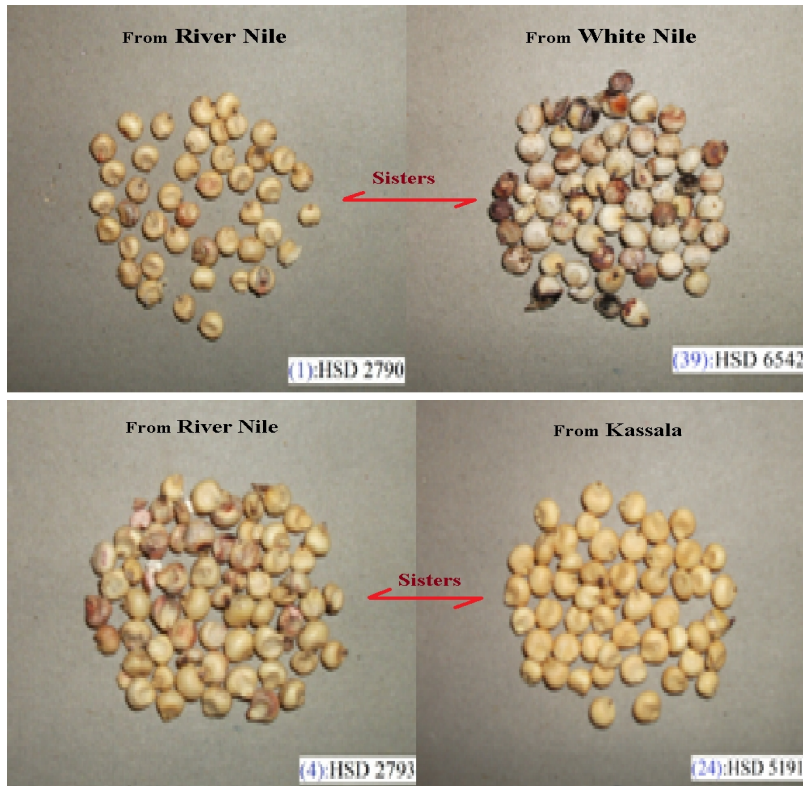 From River Nile
From White Nile
Sisters
(1):HSD 2790
(39):HSD 6542
From River Nile
From Kassala
Sisters
(4):HSD 2793
(24):HSD 5191